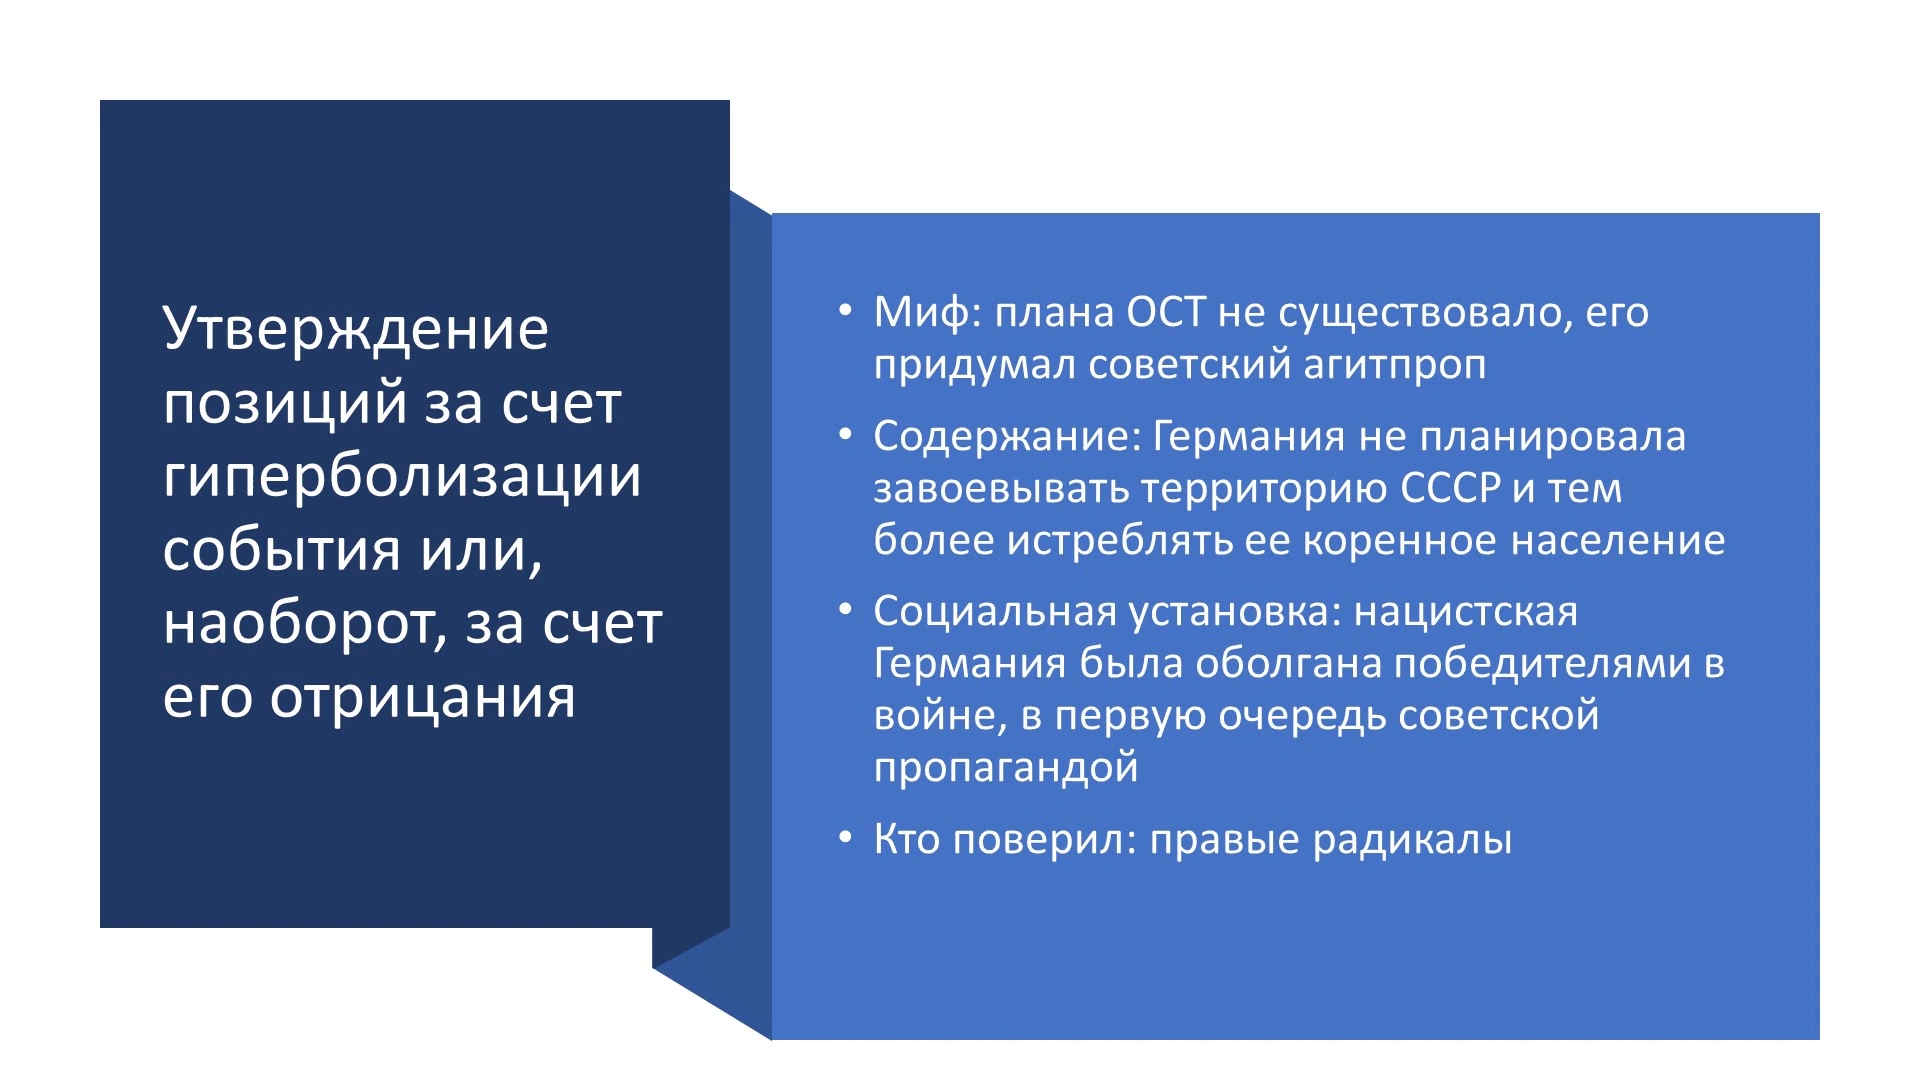 Утверждение
позиций за счет
гиперболизации
события или,
наоборот, за счет
его отрицания
• Миф: плана ОСТ не существовало, его
придумал советский агитпроп
• Содержание: Германия не планировала
завоевывать территорию СССР и тем
более истреблять ее коренное население
• Социальная установка: нацистская
Германия была оболгана победителями в
войне, в первую очередь советской
пропагандой
• Кто поверил: правые радикалы